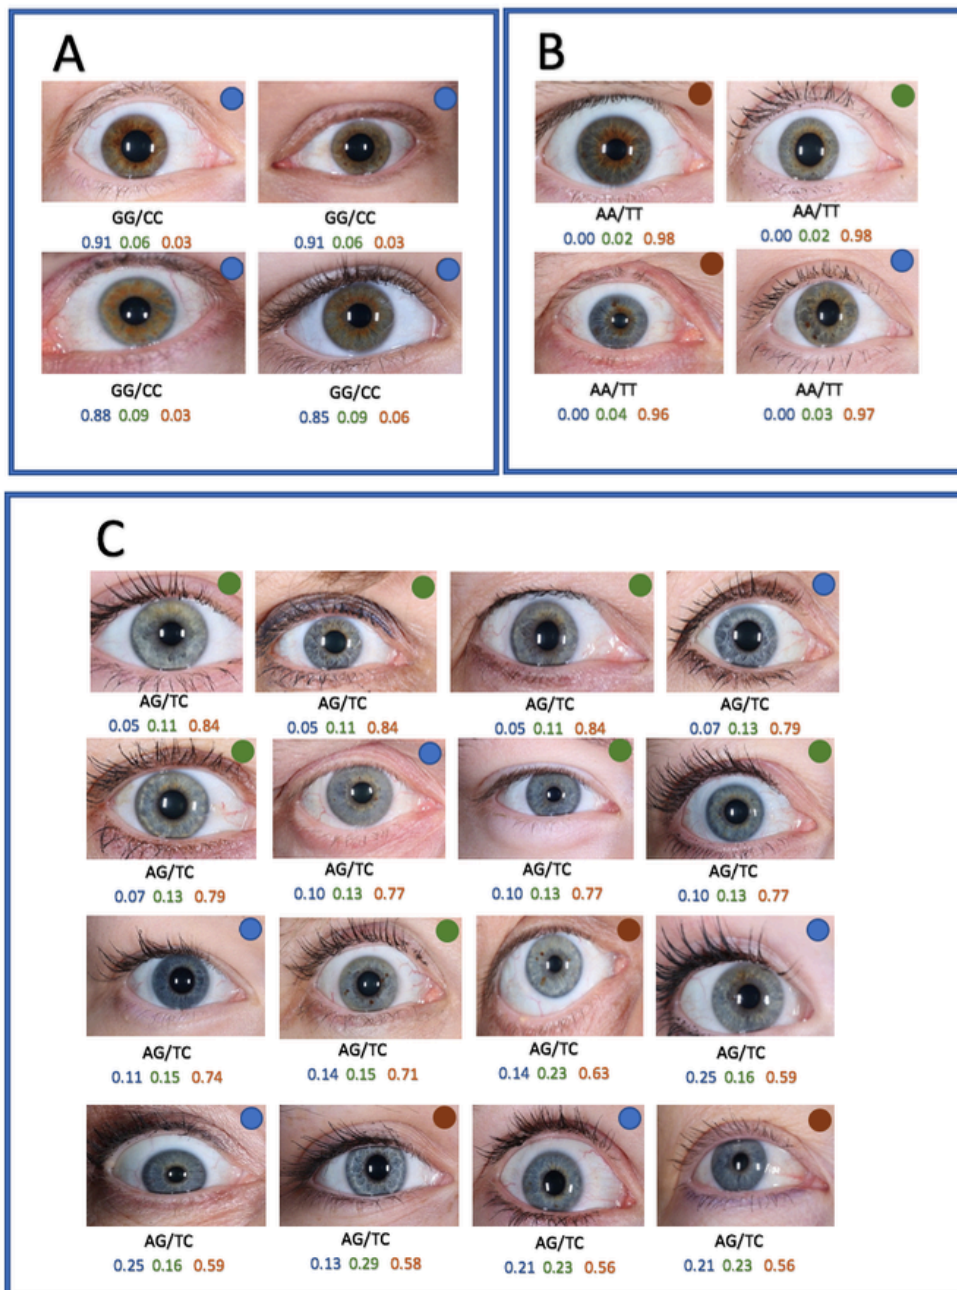 A
GG/CC GG/CC
0.91 0.06 0.03 0.91 0.06 0.03
GG/CC GG/CC
0.88 0.09 0.03 0.85 0.09 0.06
B
AA/TT AA/TT
0.00 0.02 0.98 0.00 0.02 0.98
AA/TT AA/TT
0.00 0.04 0.96 0.00 0.03 0.97
C
AG/TC AG/TC AG/TC AG/TC
0.05 0.11 0.84 0.05 0.11 0.84 0.05 0.11 0.84 0.07 0.13 0.79
AG/TC AG/TC AG/TC AG/TC
0.07 0.13 0.79 0.10 0.13 0.77 0.10 0.13 0.77 0.10 0.13 0.77
AG/TC AG/TC AG/TC AG/TC
0.11 0.15 0.74 0.14 0.15 0.71 0.14 0.23 0.63 0.25 0.16 0.59
AG/TC AG/TC AG/TC AG/TC
0.25 0.16 0.59 0.13 0.29 0.58 0.21 0.23 0.56 0.21 0.23 0.56